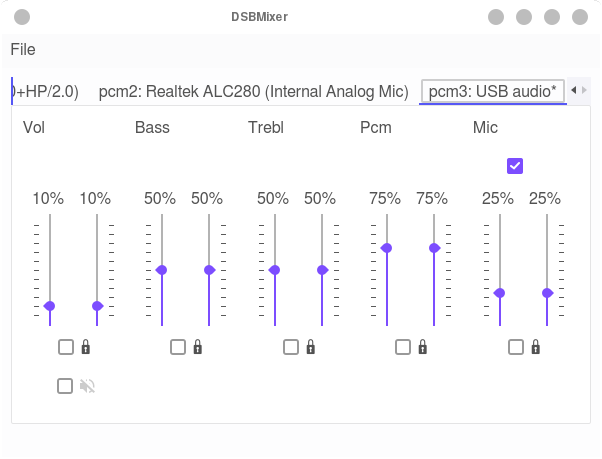 DSBMixer
File
)+HP/2.0) pcm2: Realtek ALC280 (Internal Analog Mic) pcm3: USB audio*
Vol Bass Trebl Pcm Mic
10% 10% 50% 50% 50% 50% 75% 75% 25% 25%